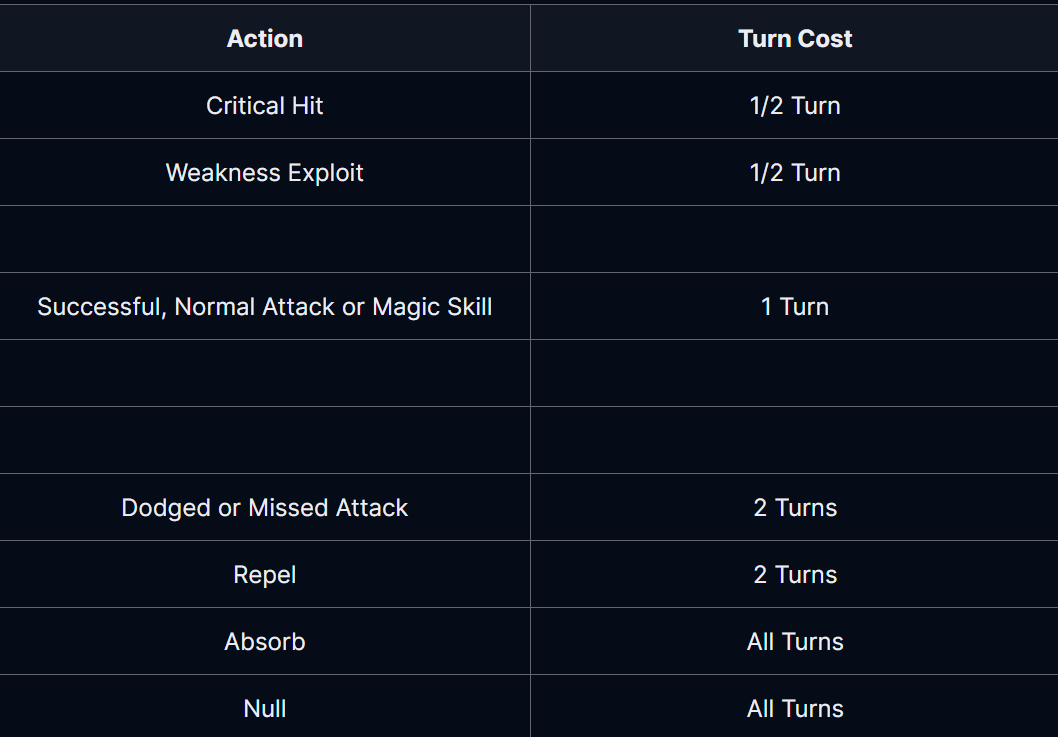 Action Turn Cost
Critical Hit 1/2 Turn
Weakness Exploit 1/2 Turn
Successful, Normal Attack or Magic Skill 1 Turn
Dodged or Missed Attack 2 Turns
Repel 2 Turns
Absorb All Turns
Null All Turns